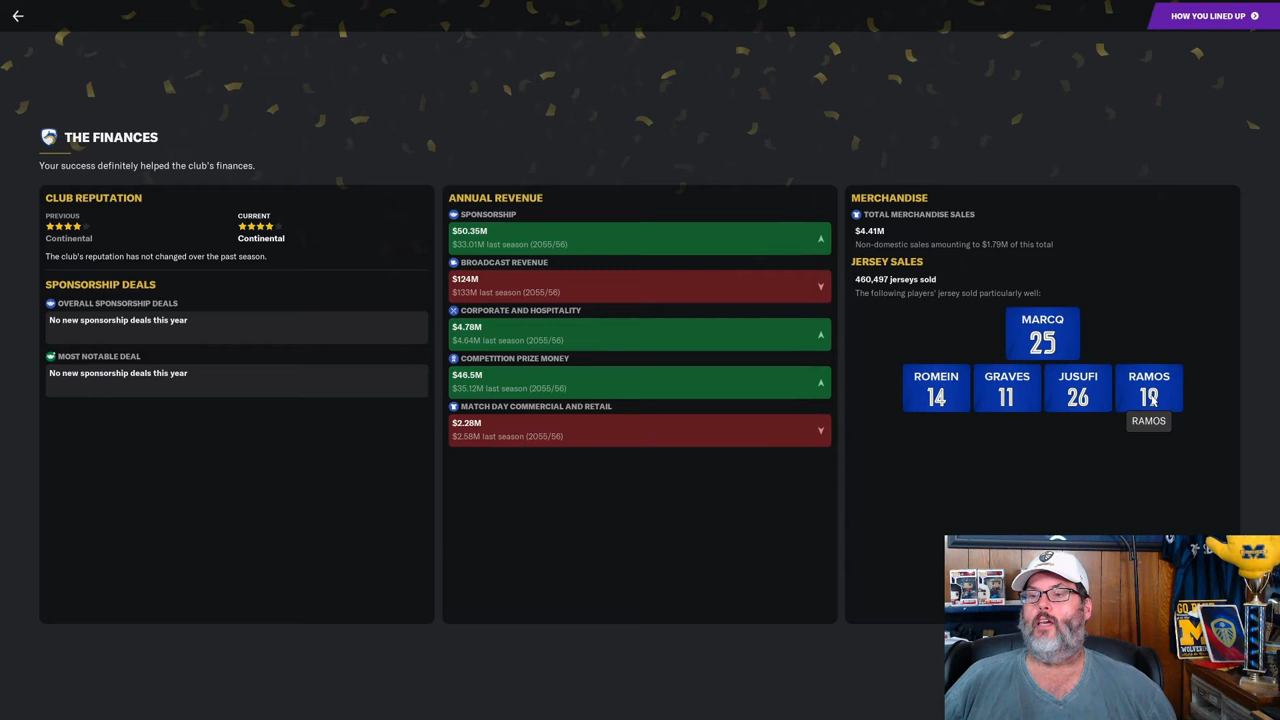 HOW YOU LINED UP
THE FINANCES
Your success definitely helped the club's finances.
CLUB REPUTATION
PREVIOUS
CURRENT
Continental
Continental
The club's reputation has not changed over the past season.
SPONSORSHIP DEALS
OVERALL SPONSORSHIP DEALS
No new sponsorship deals this year
MOST NOTABLE DEAL
No new sponsorship deals this year
ANNUAL REVENUE
SPONSORSHIP
$50.35M
$33.01M last season (2055/56)
BROADCAST REVENUE
$124M
$133M last season (2055/56)
CORPORATE AND HOSPITALITY
$4.78M
$4.64M last season (2055/56)
COMPETITION PRIZE MONEY
$46.5M
$35.12M last season (2055/56)
MATCH DAY COMMERCIAL AND RETAIL
$2.28M
$2.58M last season (2055/56)
MERCHANDISE
TOTAL MERCHANDISE SALES
$4.41M
Non-domestic sales amounting to $1.79M of this total
JERSEY SALES
460,497 jerseys sold
The following players' jersey sold particularly well:
MARCQ
25
ROMEIN
14
GRAVES
11
JUSUFI
26
RAMOS
19
RAMOS
GO BLUE
M
WOLVERINES